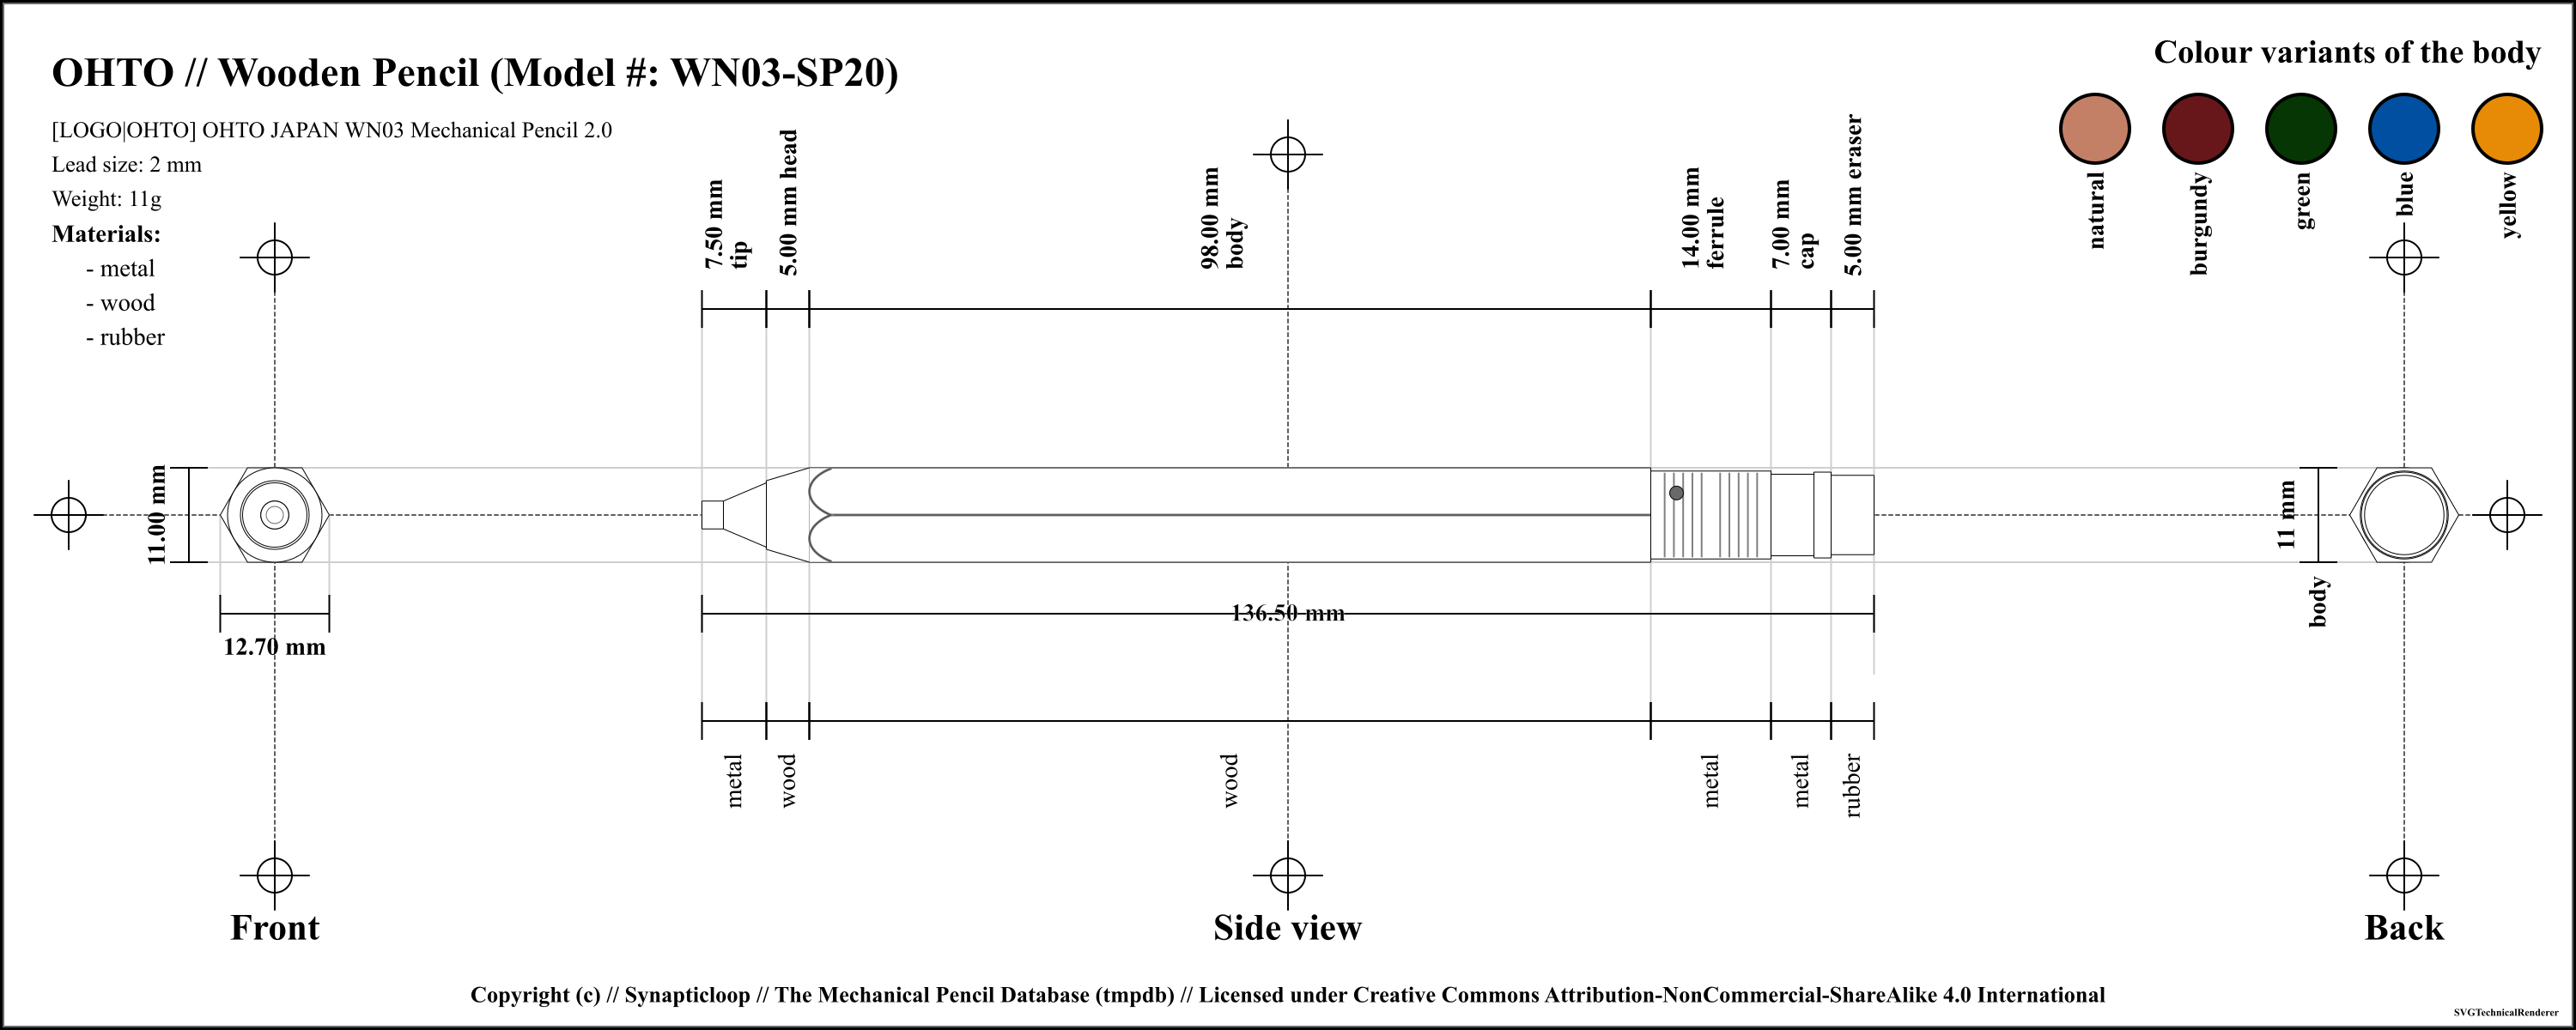 OHTO // Wooden Pencil (Model #: WN03-SP20)
[LOGO|OHTO] OHTO JAPAN WN03 Mechanical Pencil 2.0
Lead size: 2 mm
Weight: 11g
Materials:
- metal
- wood
- rubber
Colour variants of the body
natural
burgundy
green
blue
yellow
7.50 mm
tip
5.00 mm head
98.00 mm
body
14.00 mm
ferrule
7.00 mm
cap
5.00 mm eraser
11.00 mm
12.70 mm
136.50 mm
11 mm
body
metal
wood
wood
metal
metal
rubber
Front
Side view
Back
Copyright (c) // Synapticloop // The Mechanical Pencil Database (tmpdb) // Licensed under Creative Commons Attribution-NonCommercial-ShareAlike 4.0 International
SVGTechnicalRenderer